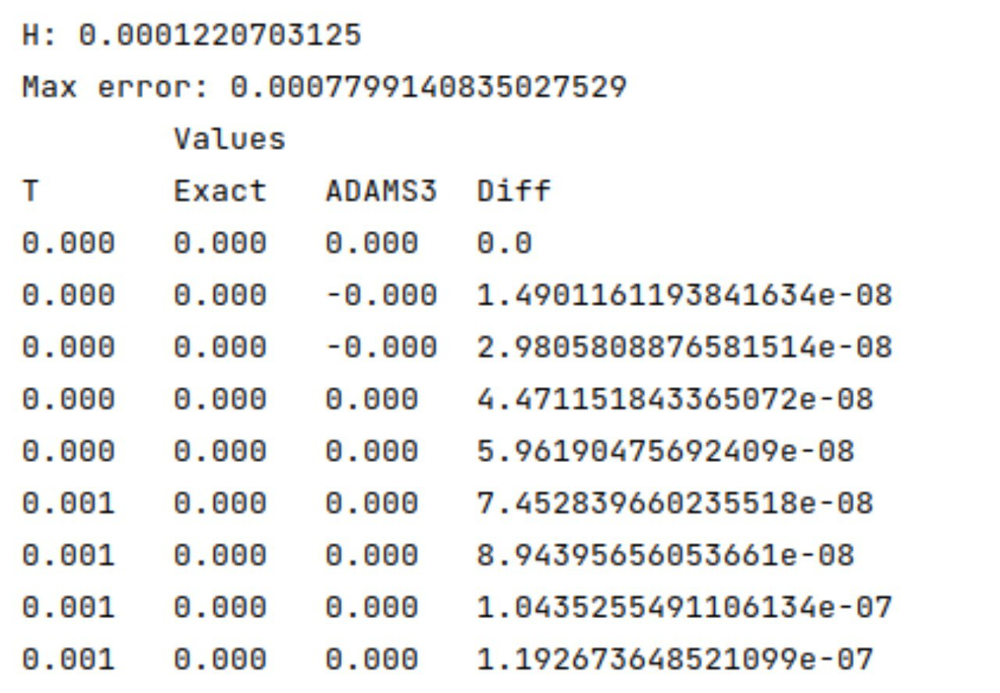 H: 0.0001220703125
Max error: 0.0007799140835027529
Values
T Exact ADAMS3 Diff
0.000 0.000 0.000 0.0
0.000 0.000 -0.000 1.4901161193841634e-08
0.000 0.000 -0.000 2.9805808876581514e-08
0.000 0.000 0.000 4.471151843365072e-08
0.000 0.000 0.000 5.96190475692409e-08
0.001 0.000 0.000 7.452839660235518e-08
0.001 0.000 0.000 8.94395656053661e-08
0.001 0.000 0.000 1.0435255491106134e-07
0.001 0.000 0.000 1.192673648521099e-07